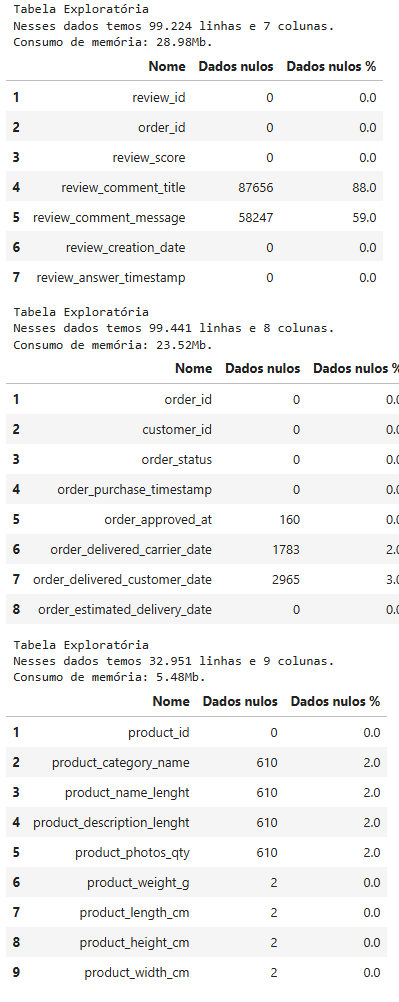 Tabela Exploratória
Nesses dados temos 99.224 linhas e 7 colunas.
Consumo de memória: 28.98Mb.
Nome Dados nulos Dados nulos %
1 review_id 0 0.0
2 order_id 0 0.0
3 review_score 0 0.0
4 review_comment_title 87656 88.0
5 review_comment_message 58247 59.0
6 review_creation_date 0 0.0
7 review_answer_timestamp 0 0.0
Tabela Exploratória
Nesses dados temos 99.441 linhas e 8 colunas.
Consumo de memória: 23.52Mb.
Nome Dados nulos Dados nulos %
1 order_id 0 0.0
2 customer_id 0 0.0
3 order_status 0 0.0
4 order_purchase_timestamp 0 0.0
5 order_approved_at 160 0.0
6 order_delivered_carrier_date 1783 2.0
7 order_delivered_customer_date 2965 3.0
8 order_estimated_delivery_date 0 0.0
Tabela Exploratória
Nesses dados temos 32.951 linhas e 9 colunas.
Consumo de memória: 5.48Mb.
Nome Dados nulos Dados nulos %
1 product_id 0 0.0
2 product_category_name 610 2.0
3 product_name_lenght 610 2.0
4 product_description_lenght 610 2.0
5 product_photos_qty 610 2.0
6 product_weight_g 2 0.0
7 product_length_cm 2 0.0
8 product_height_cm 2 0.0
9 product_width_cm 2 0.0